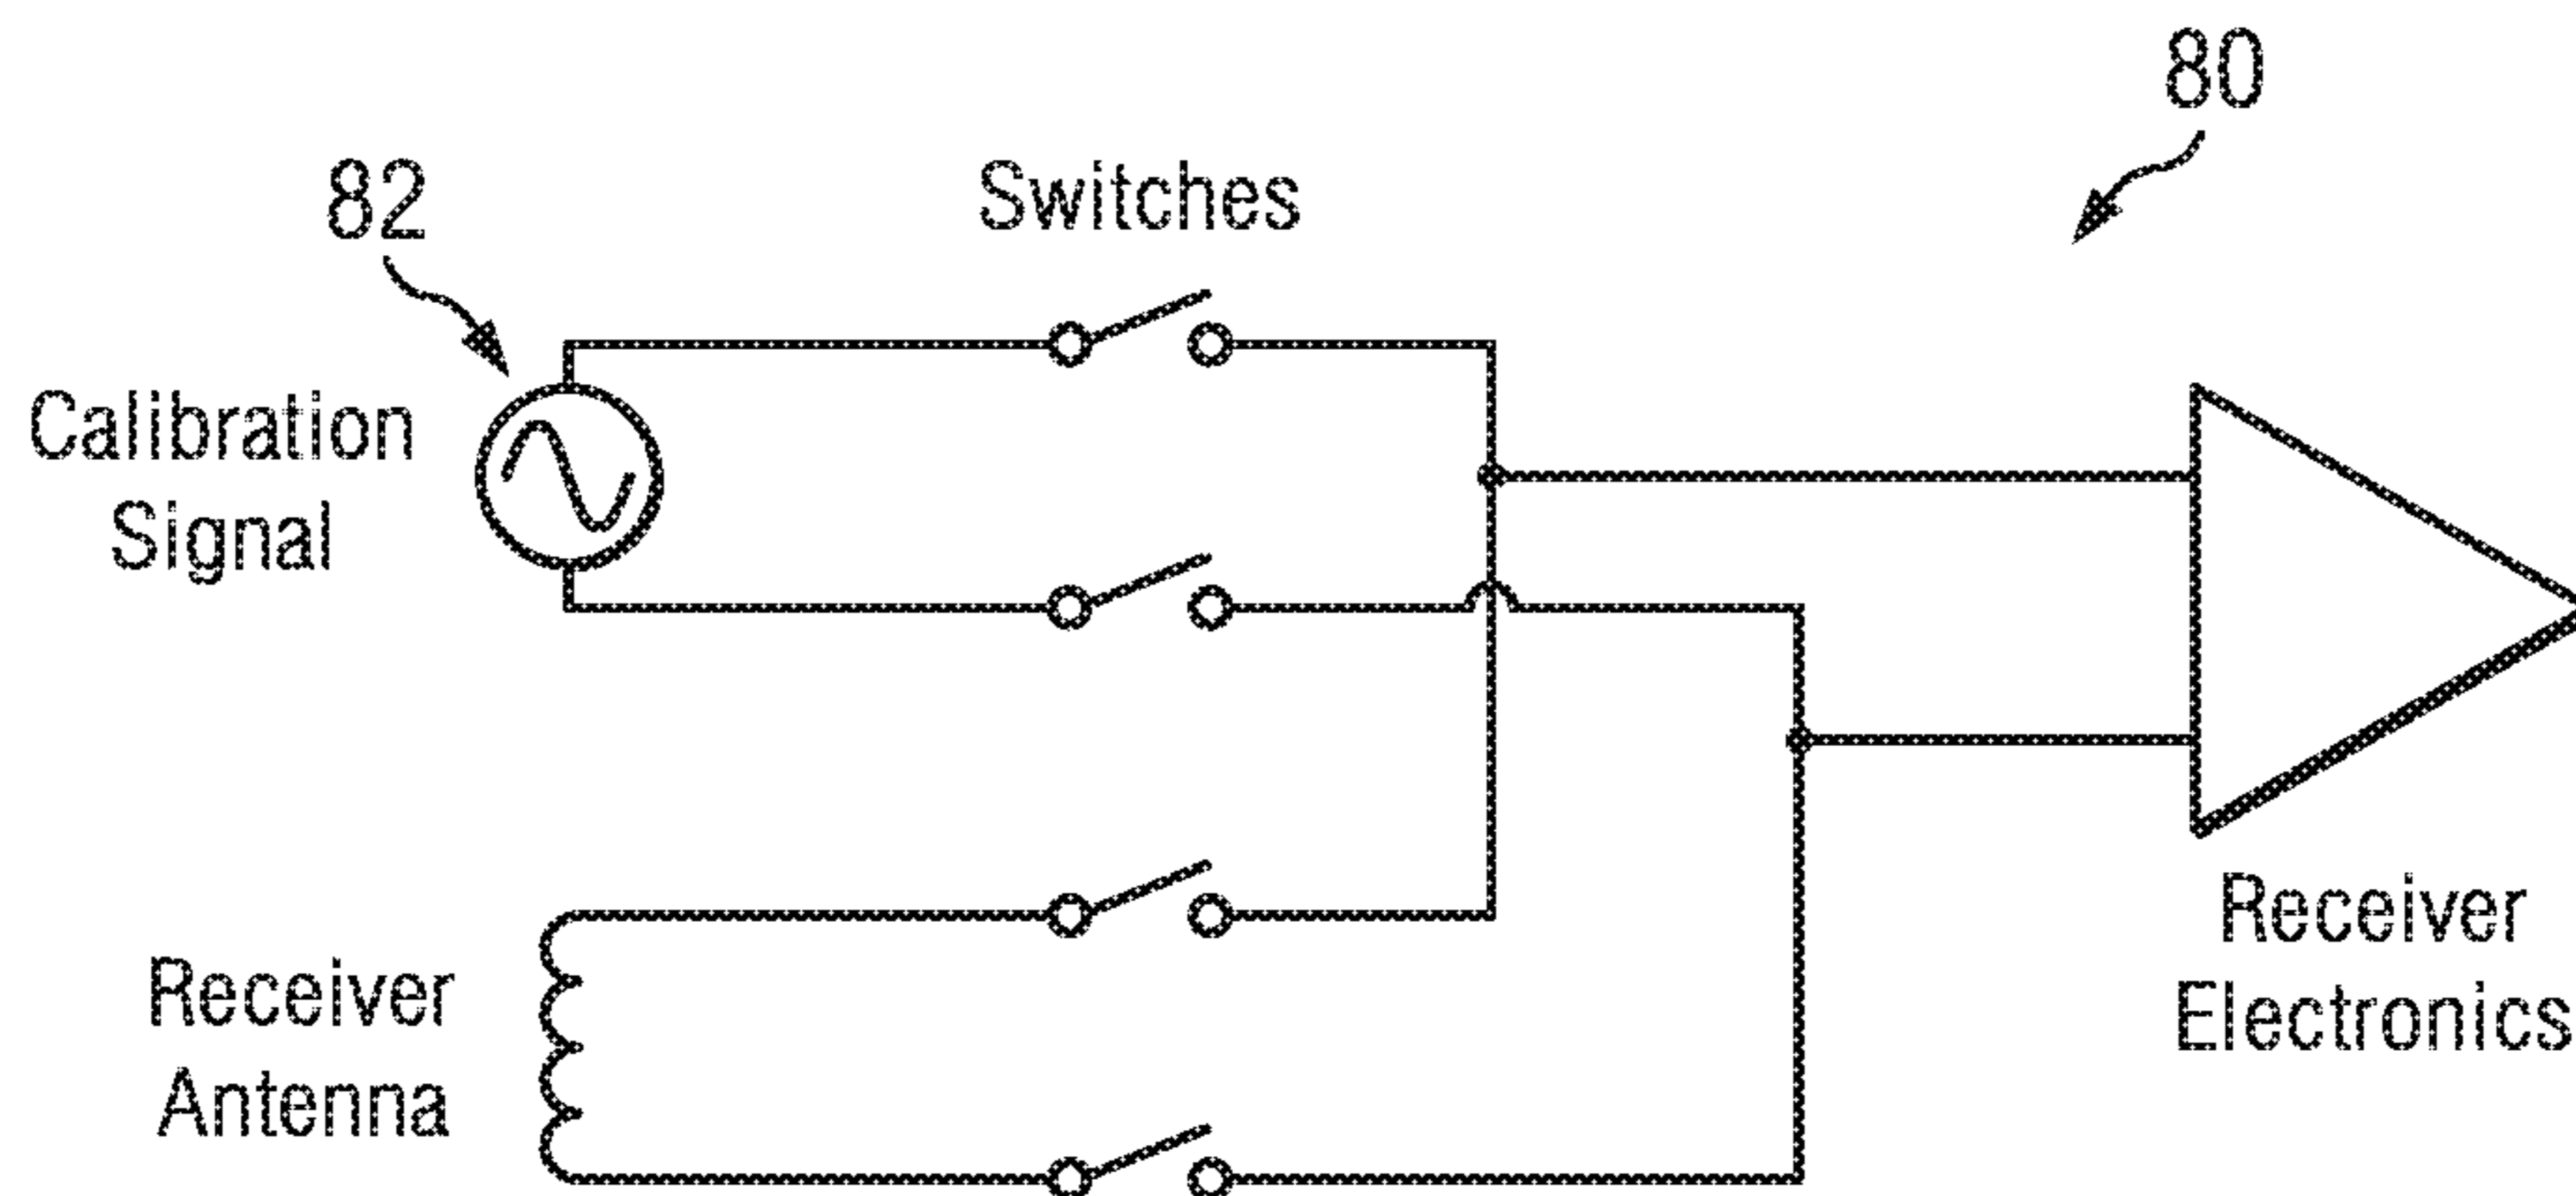 80
82
Switches
Calibration
Signal
Receiver
Electronics
Receiver
Antenna